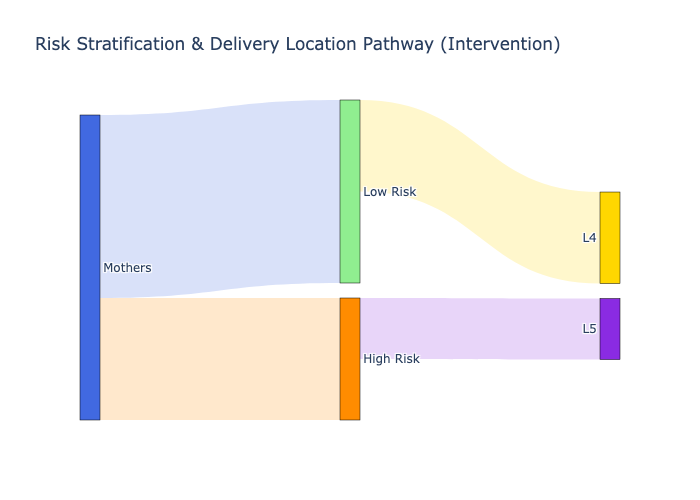 Risk Stratification & Delivery Location Pathway (Intervention)
Low Risk
L4
Mothers
L5
High Risk